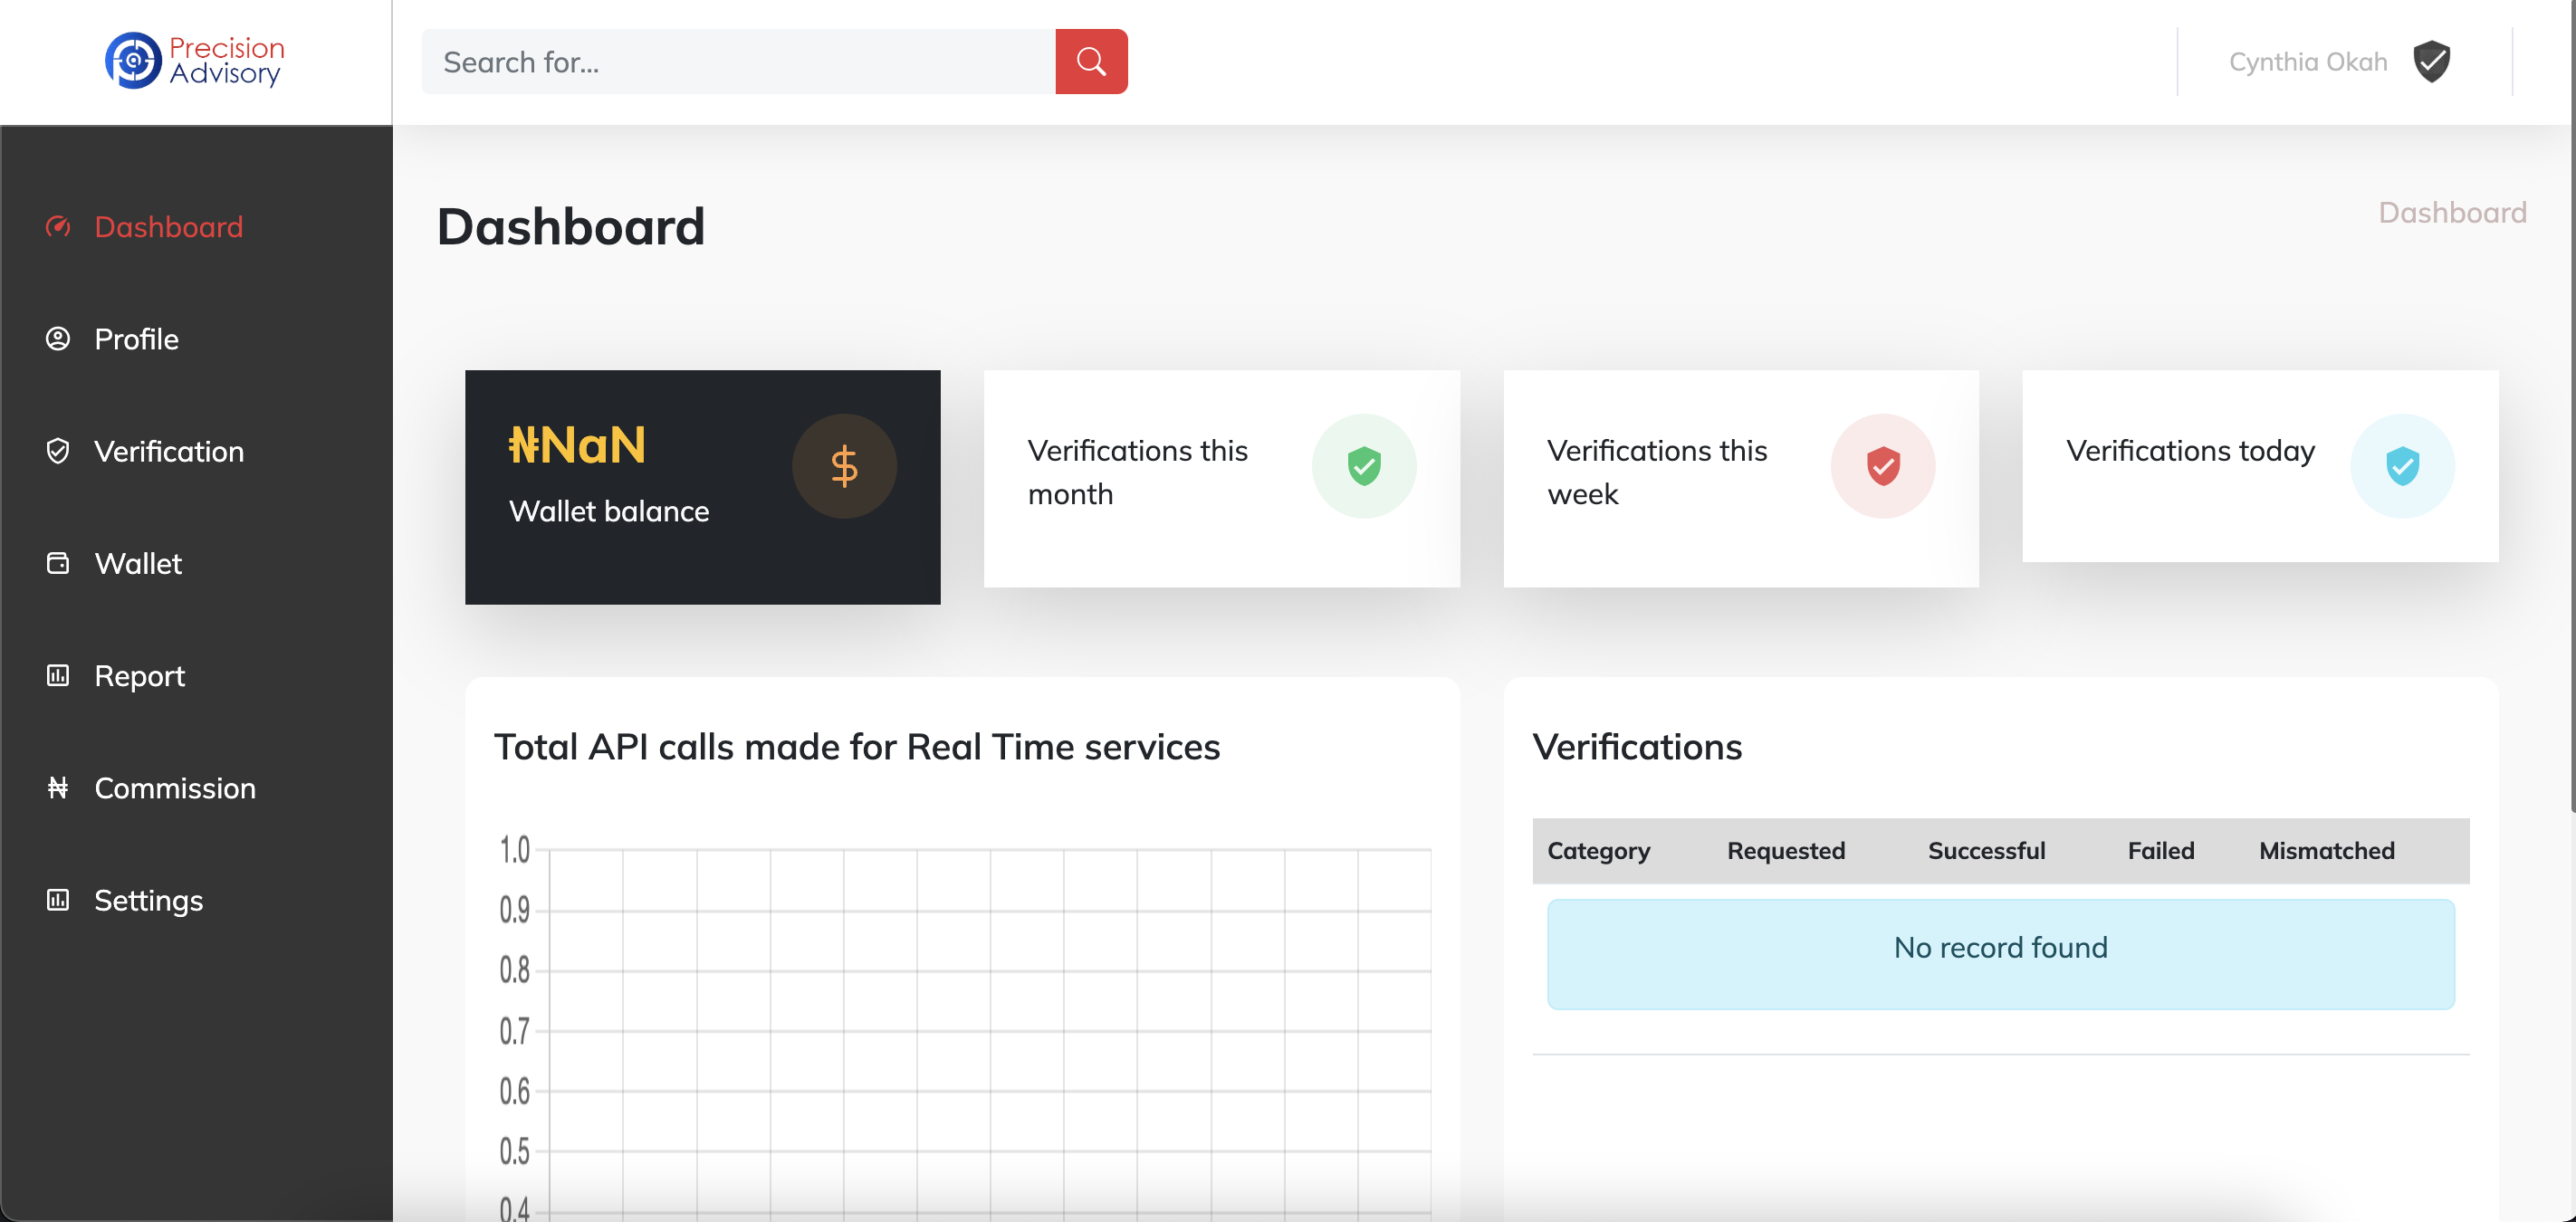 Precision
Advisory
Search for...
Cynthia Okah
Dashboard
Profile
Verification
Wallet
Report
Commission
Settings
Dashboard
Dashboard
₦NaN
Wallet balance
Verifications this
month
Verifications this
week
Verifications today
Total API calls made for Real Time services
1.0
0.9
0.8
0.7
0.6
0.5
0.4
Verifications
Category Requested Successful Failed Mismatched
No record found